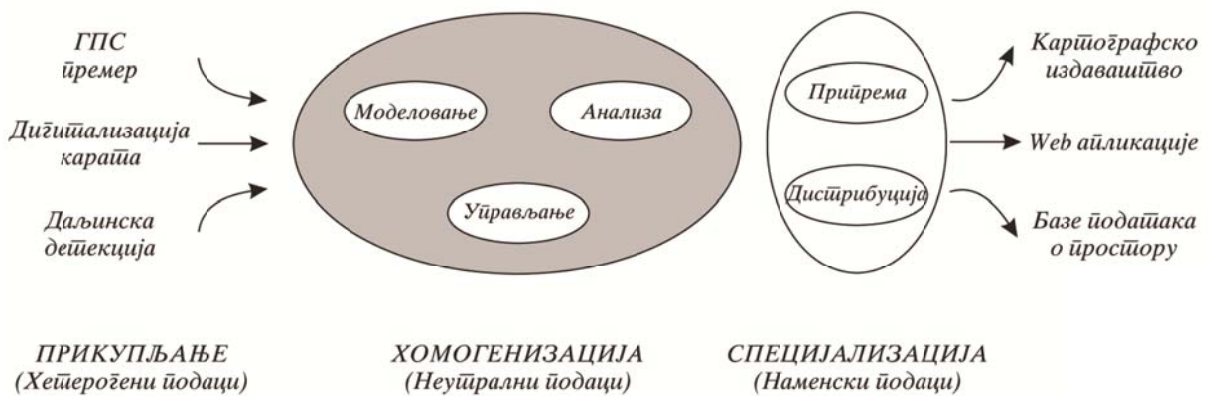 ГПС
премер
Дигитализација
карата
Даљинска
детекција
Моделовање
Анализа
Управљање
Припрема
Дистрибуција
Картографско
издаваштво
Web апликације
Базе података
о простору
ПРИКУПЉАЊЕ
(Хетерогени подаци)
ХОМОГЕНИЗАЦИЈА
(Неутрални подаци)
СПЕЦИЈАЛИЗАЦИЈА
(Наменски подаци)